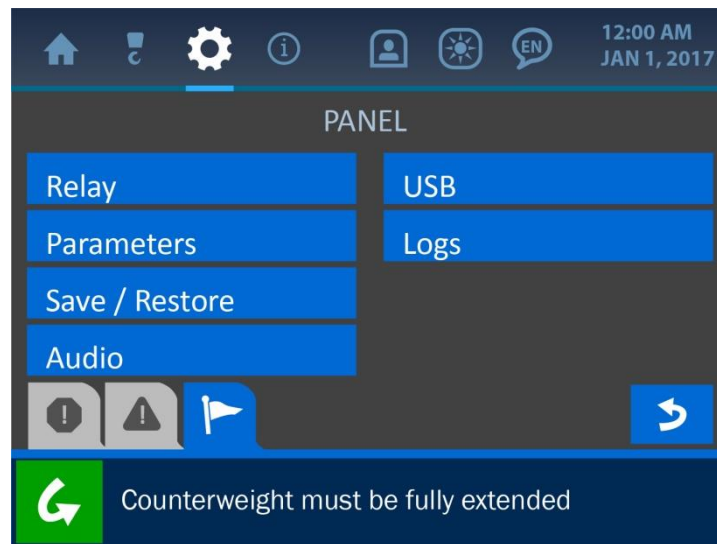 EN
12:00 AM
JAN 1, 2017
PANEL
Relay
USB
Parameters
Logs
Save / Restore
Audio
Counterweight must be fully extended